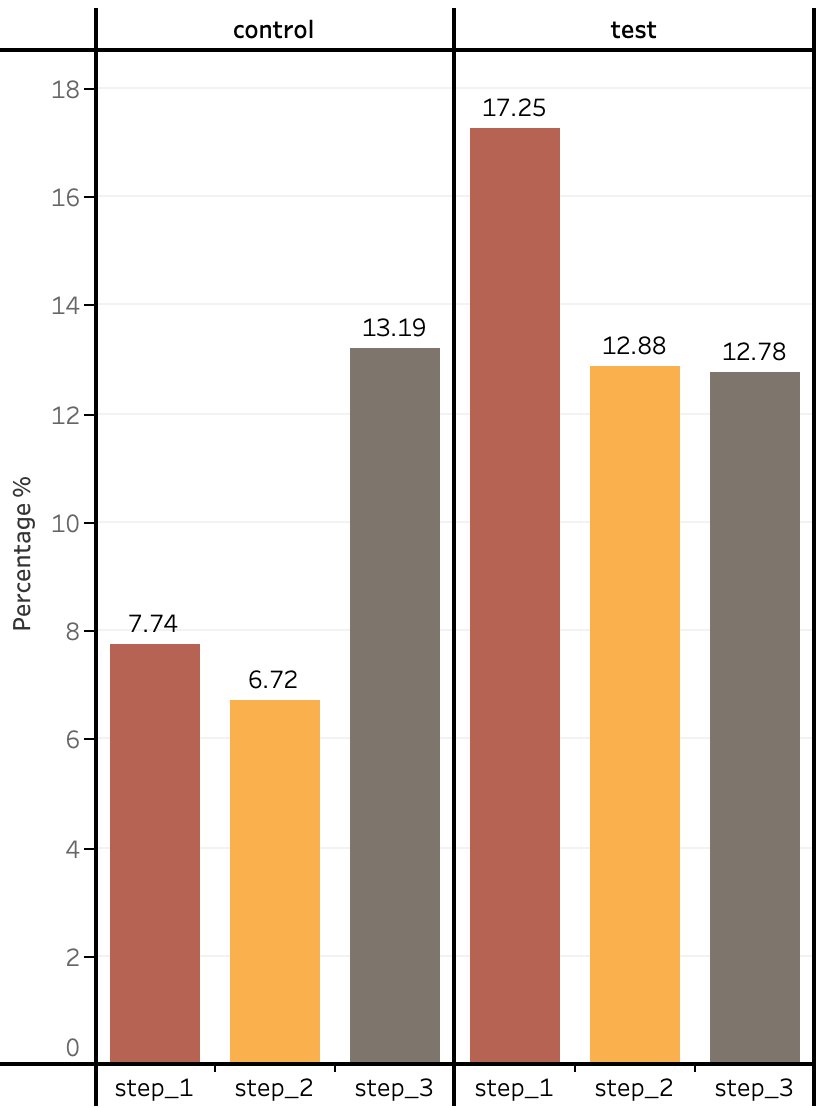 control test
18
16
14
12
10
8
6
4
2
0
Percentage %
7.74 6.72 13.19 17.25 12.88 12.78
step_1 step_2 step_3 step_1 step_2 step_3